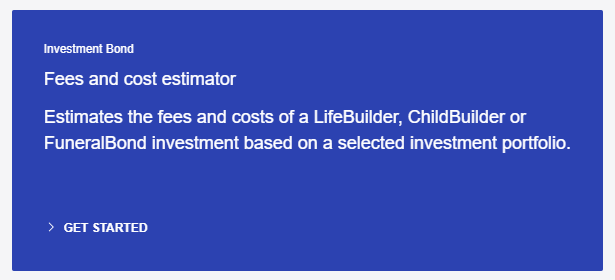 Investment Bond
Fees and cost estimator
Estimates the fees and costs of a LifeBuilder, ChildBuilder or
FuneralBond investment based on a selected investment portfolio.
GET STARTED